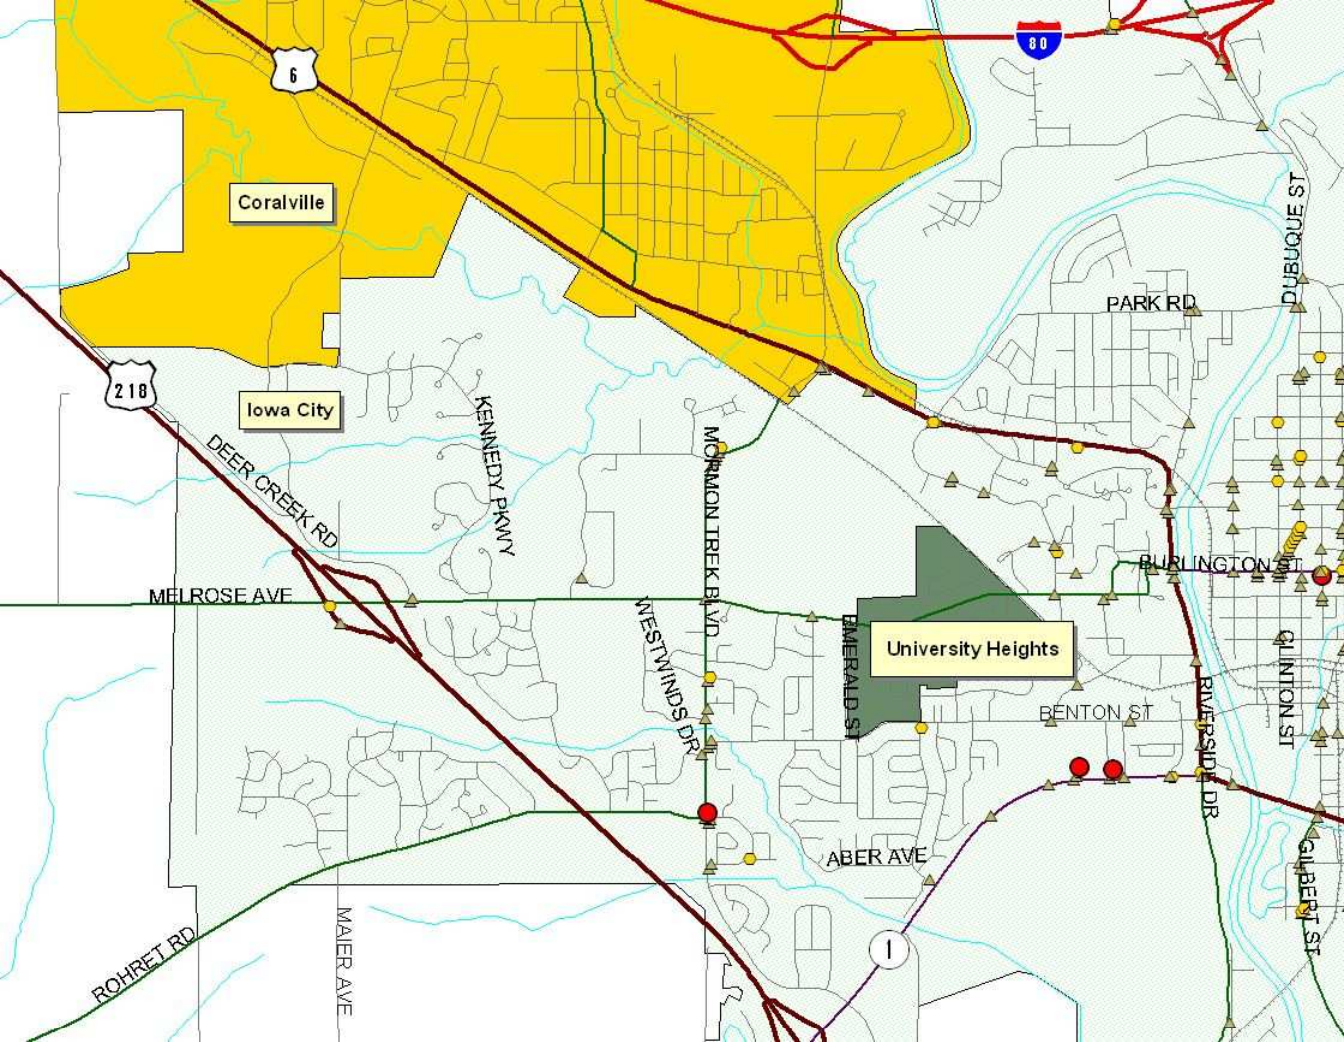 80
6
Coralville
DUBUQUE ST
PARK RD
218
Iowa City
KENNEDY PKWY
DEER CREEK RD
MORMON TREK BLVD
BURLINGTON ST
MELROSE AVE
WESTWINDS DR
EMERALD ST
University Heights
CLINTON ST
RIVERSIDE DR
BENTON ST
ABER AVE
GILBERT ST
MAIER AVE
ROHRET RD
1